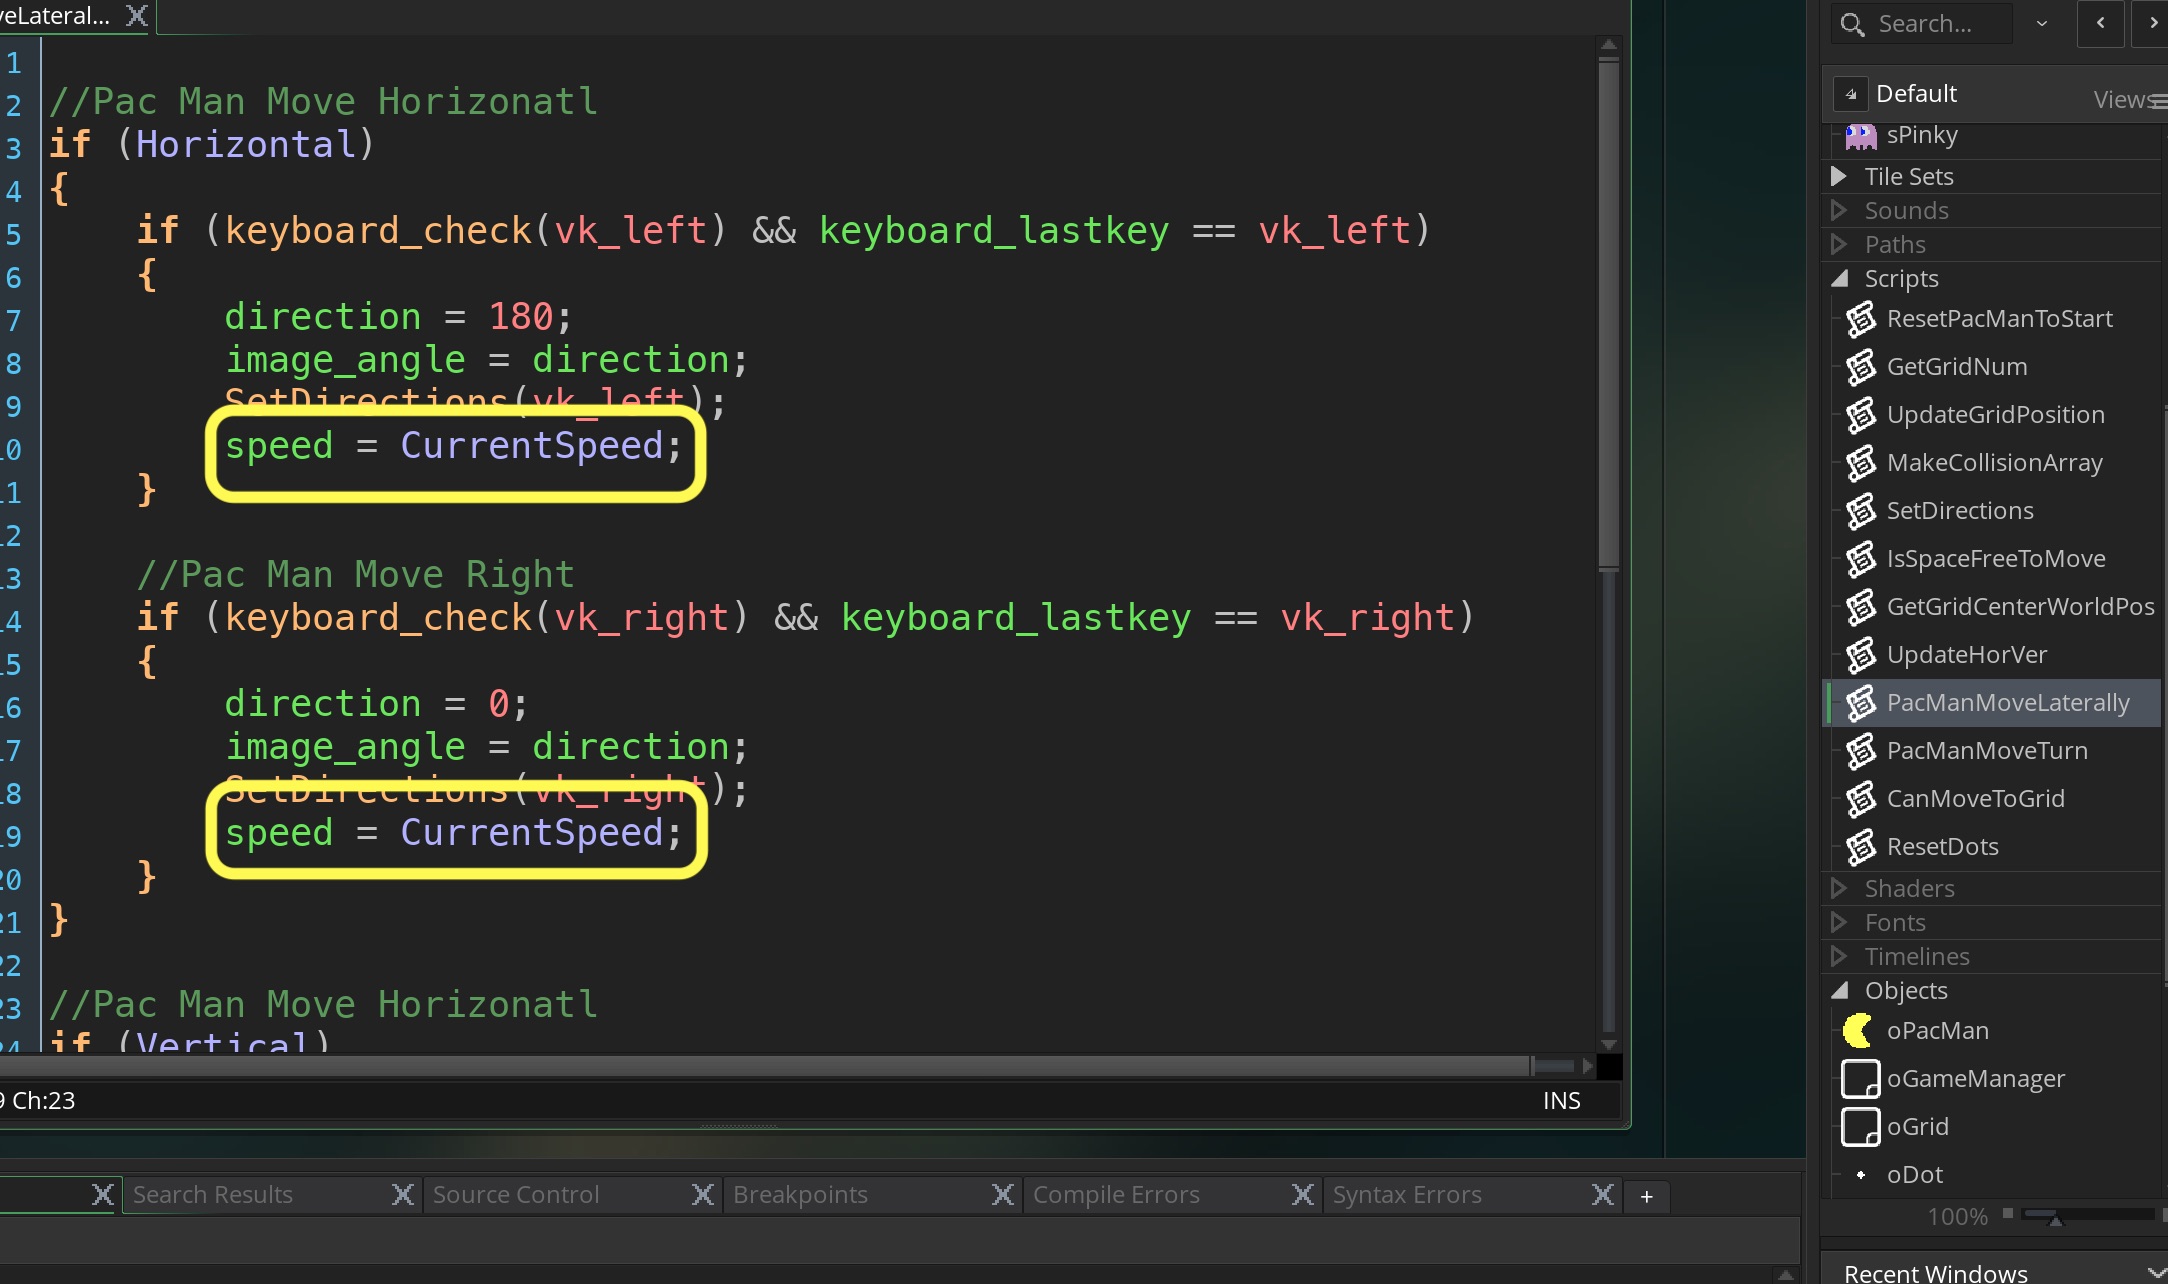 veLateral...
1
2 //Pac Man Move Horizonatl
3 if (Horizontal)
4 {
5 if (keyboard_check(vk_left) && keyboard_lastkey == vk_left)
6 {
7 direction = 180;
8 image_angle = direction;
9 SetDirections(vk_left);
10 speed = CurrentSpeed;
11 }
12
13 //Pac Man Move Right
14 if (keyboard_check(vk_right) && keyboard_lastkey == vk_right)
15 {
16 direction = 0;
17 image_angle = direction;
18 SetDirections(vk_right);
19 speed = CurrentSpeed;
20 }
21 }
22
23 //Pac Man Move Horizonatl
24 if (Vertical)
9 Ch:23 INS
Search Results Source Control Breakpoints Compile Errors Syntax Errors +
Search...
Default Views
sPinky
Tile Sets
Sounds
Paths
Scripts
ResetPacManToStart
GetGridNum
UpdateGridPosition
MakeCollisionArray
SetDirections
IsSpaceFreeToMove
GetGridCenterWorldPos
UpdateHorVer
PacManMoveLaterally
PacManMoveTurn
CanMoveToGrid
ResetDots
Shaders
Fonts
Timelines
Objects
oPacMan
oGameManager
oGrid
oDot
100%
Recent Windows